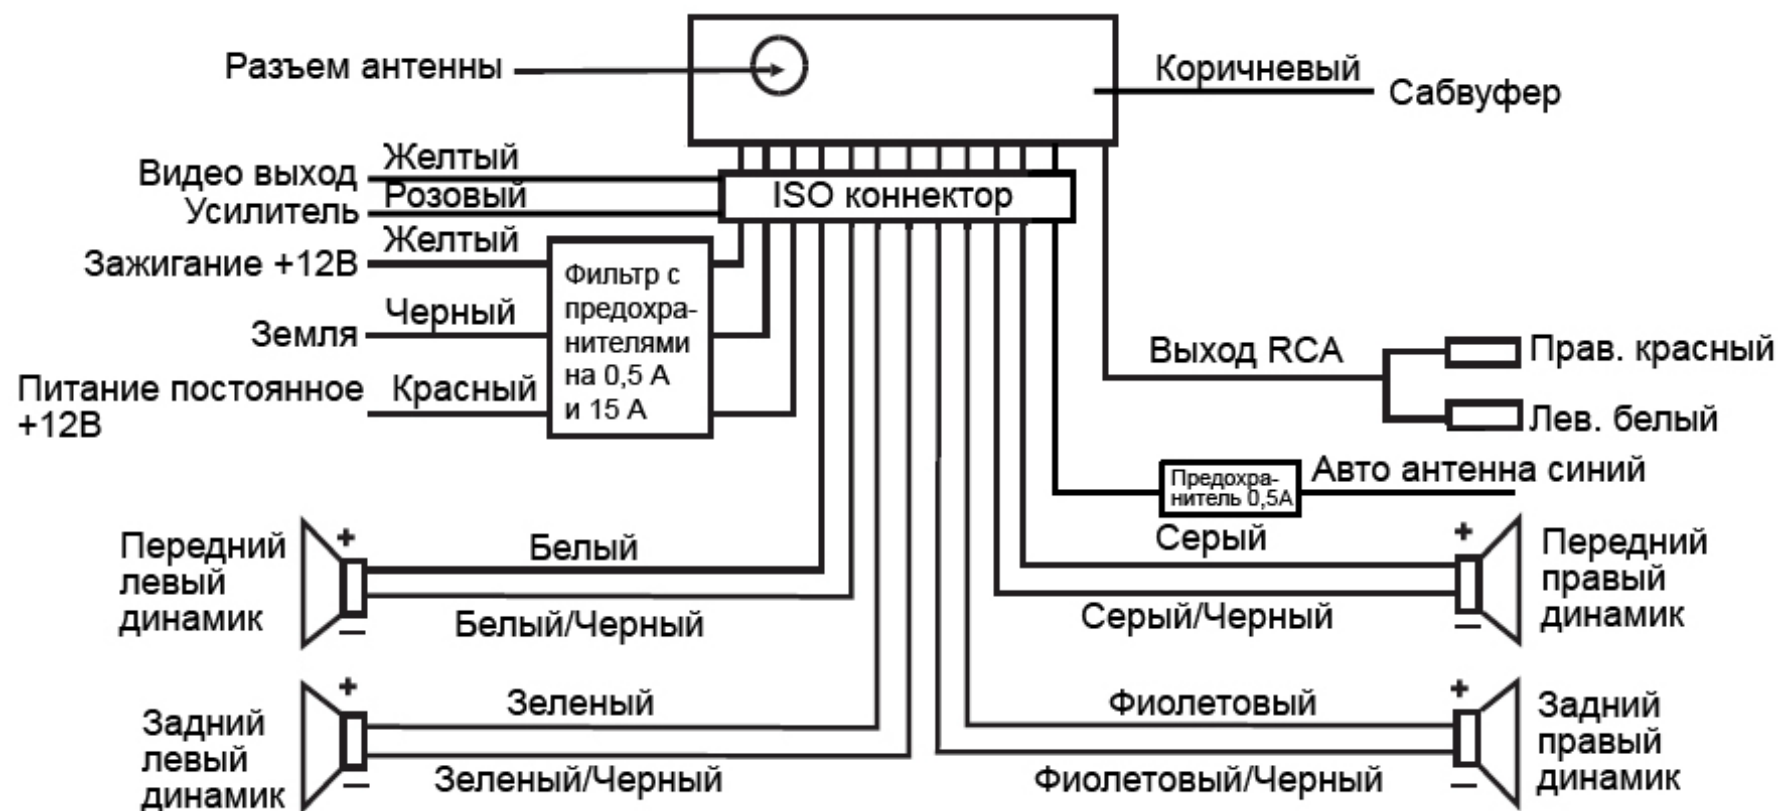 Разъем антенны
Коричневый
Сабвуфер
Видео выход
Желтый
Усилитель
Розовый
ISO коннектор
Зажигание +12В
Желтый
Земля
Черный
Питание постоянное
+12В
Красный
Фильтр с
предохра-
нителями
на 0,5 А
и 15 А
Выход RCA
Прав. красный
Лев. белый
Предохра-
нитель 0,5А
Авто антенна синий
Передний
левый
динамик
+
−
Белый
Белый/Черный
Серый
Серый/Черный
+
−
Передний
правый
динамик
Задний
левый
динамик
+
−
Зеленый
Зеленый/Черный
Фиолетовый
Фиолетовый/Черный
+
−
Задний
правый
динамик